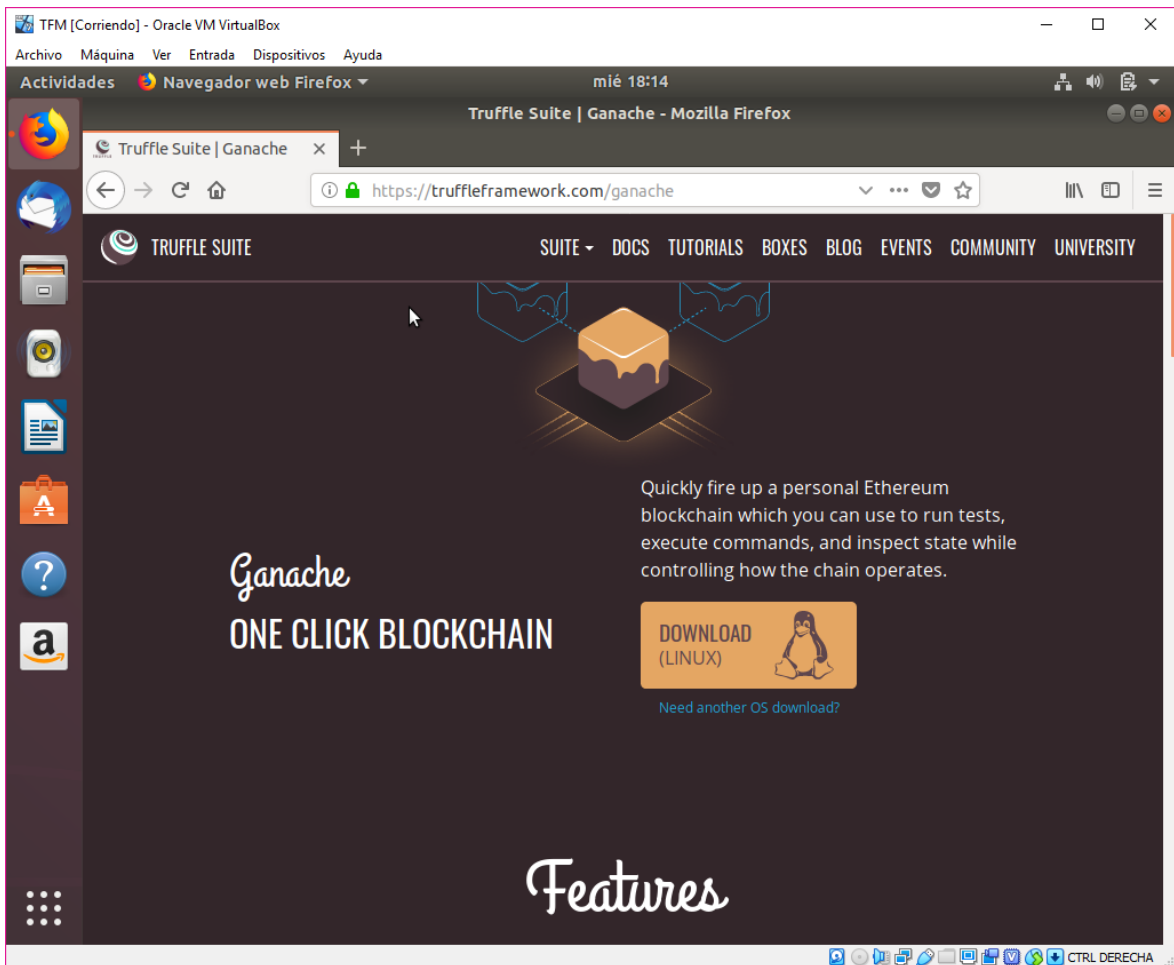 TFM [Corriendo] - Oracle VM VirtualBox
Archivo Máquina Ver Entrada Dispositivos Ayuda
Actividades Navegador web Firefox mié 18:14
Truffle Suite | Ganache - Mozilla Firefox
Truffle Suite | Ganache
https://truffleframework.com/ganache
TRUFFLE SUITE SUITE DOCS TUTORIALS BOXES BLOG EVENTS COMMUNITY UNIVERSITY
Quickly fire up a personal Ethereum
blockchain which you can use to run tests,
execute commands, and inspect state while
controlling how the chain operates.
Ganache
ONE CLICK BLOCKCHAIN
DOWNLOAD
(LINUX)
Need another OS download?
Features
CTRL DERECHA